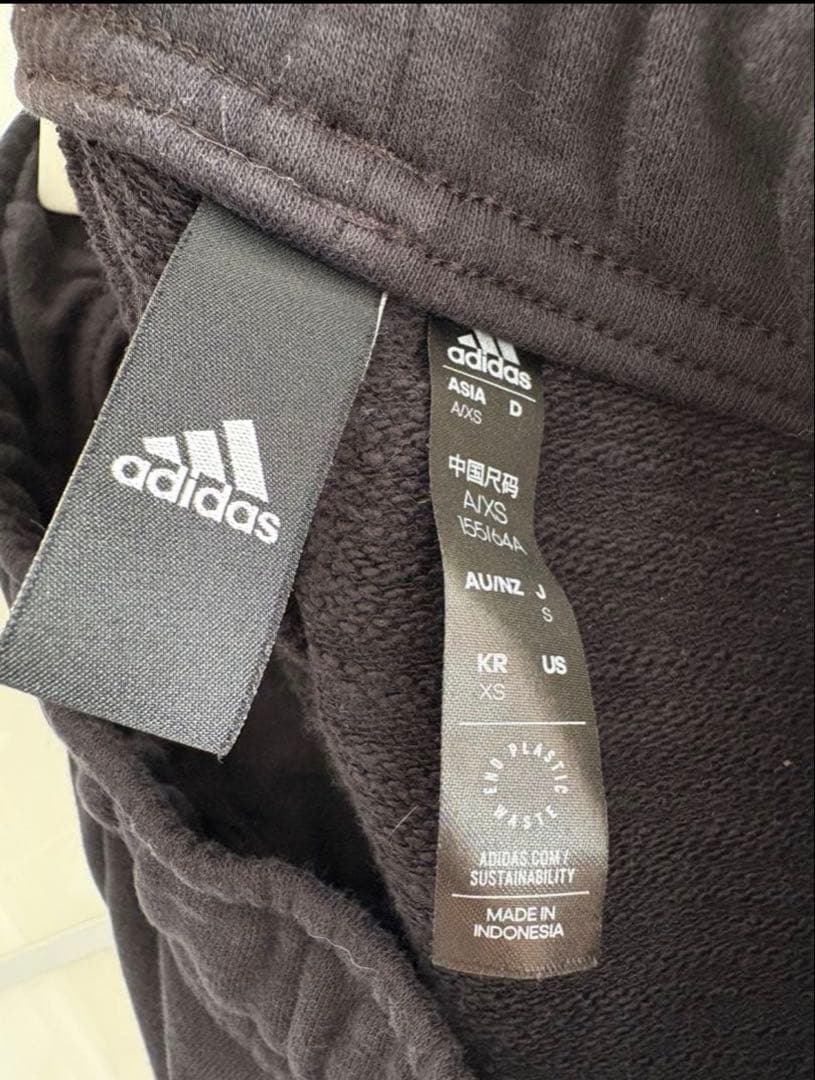 adidas
adidas
ASIA D
A/XS
中国尺码
A/XS
155/64A
AU/NZ J
S
KR US
XS
END PLASTIC WASTE
ADIDAS.COM/
SUSTAINABILITY
MADE IN
INDONESIA